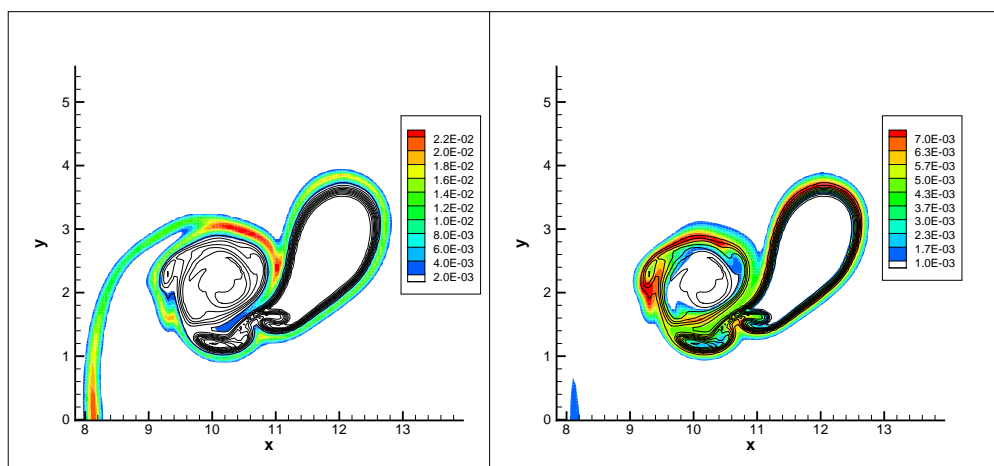 5
4
3
2
1
0
y
8 9 10 11 12 13
x
2.2E-02
2.0E-02
1.8E-02
1.6E-02
1.4E-02
1.2E-02
1.0E-02
8.0E-03
6.0E-03
4.0E-03
2.0E-03
5
4
3
2
1
0
y
8 9 10 11 12 13
x
7.0E-03
6.3E-03
5.7E-03
5.0E-03
4.3E-03
3.7E-03
3.0E-03
2.3E-03
1.7E-03
1.0E-03